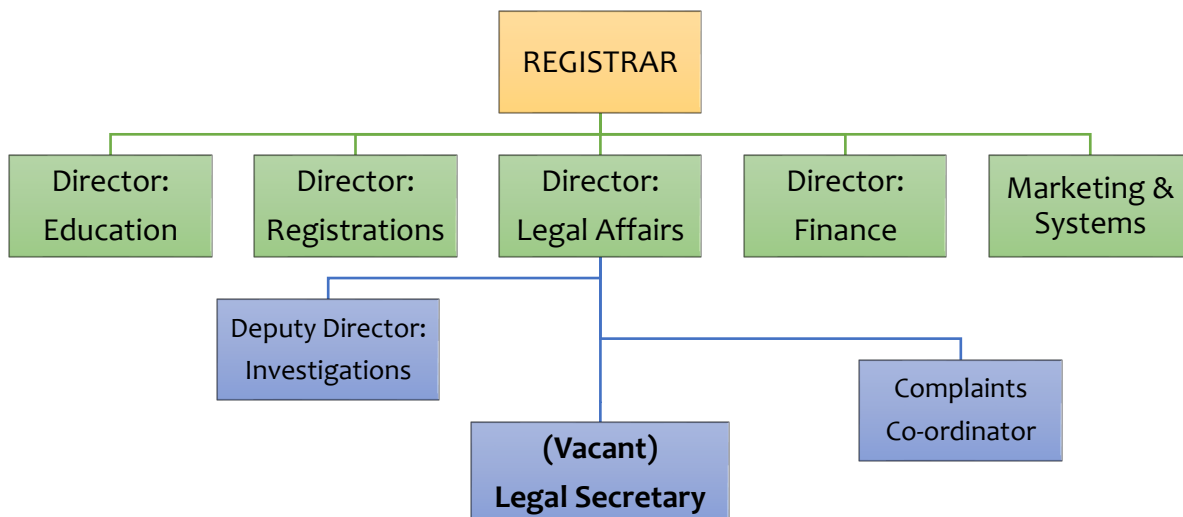 REGISTRAR
Director:
Education
Director:
Registrations
Director:
Legal Affairs
Director:
Finance
Marketing &
Systems
Deputy Director:
Investigations
Complaints
Co-ordinator
(Vacant)
Legal Secretary